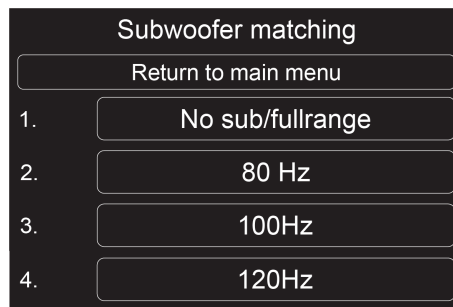 Subwoofer matching
Return to main menu
1. No sub/fullrange
2. 80 Hz
3. 100Hz
4. 120Hz